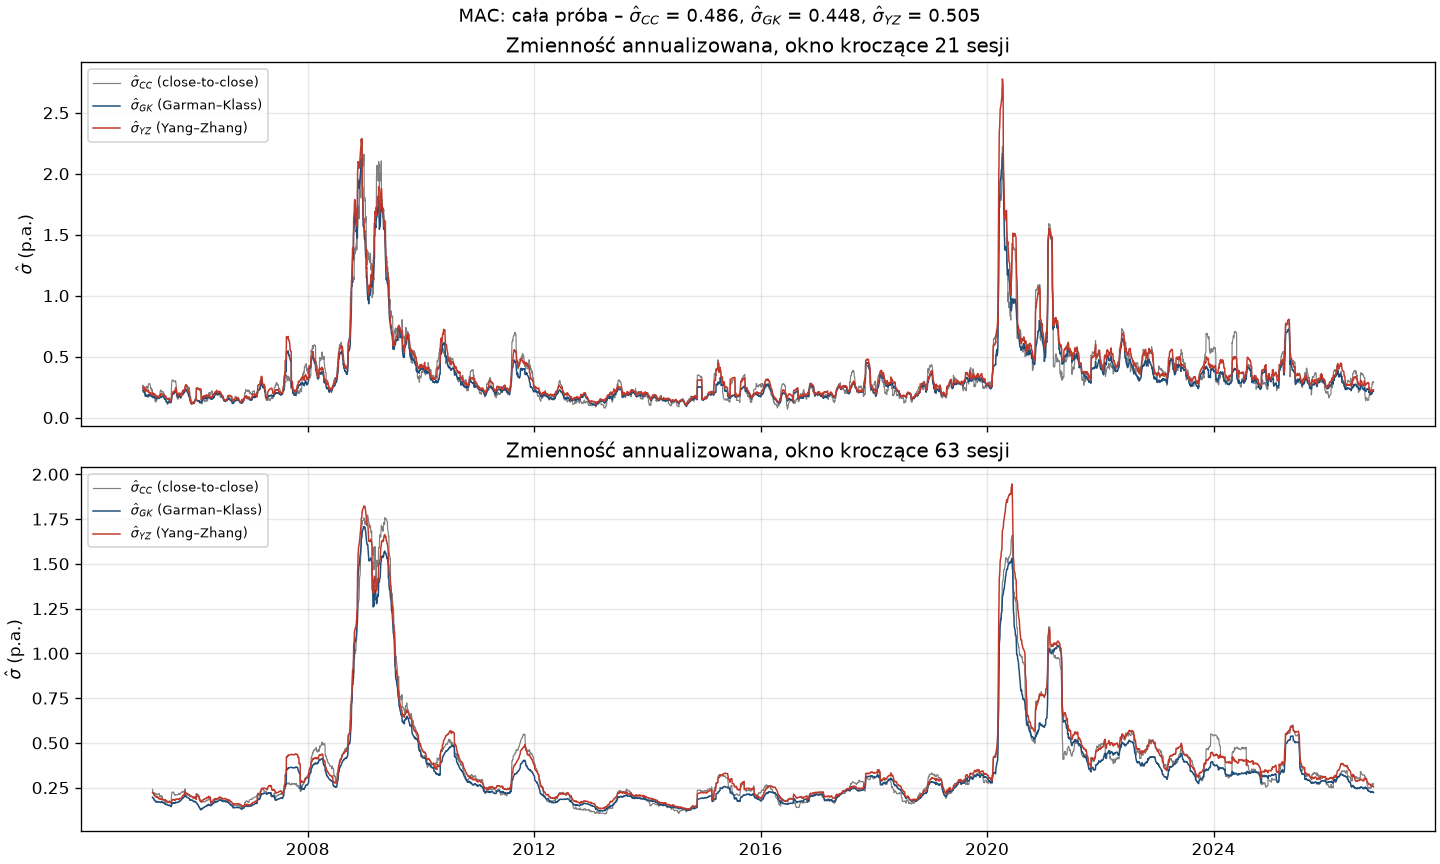 MAC: cała próba – σ̂CC = 0.486, σ̂GK = 0.448, σ̂YZ = 0.505
Zmienność annualizowana, okno kroczące 21 sesji
σ̂CC (close-to-close)
σ̂GK (Garman–Klass)
σ̂YZ (Yang–Zhang)
σ̂ (p.a.)
2.5
2.0
1.5
1.0
0.5
0.0
Zmienność annualizowana, okno kroczące 63 sesji
σ̂CC (close-to-close)
σ̂GK (Garman–Klass)
σ̂YZ (Yang–Zhang)
σ̂ (p.a.)
2.00
1.75
1.50
1.25
1.00
0.75
0.50
0.25
2008 2012 2016 2020 2024